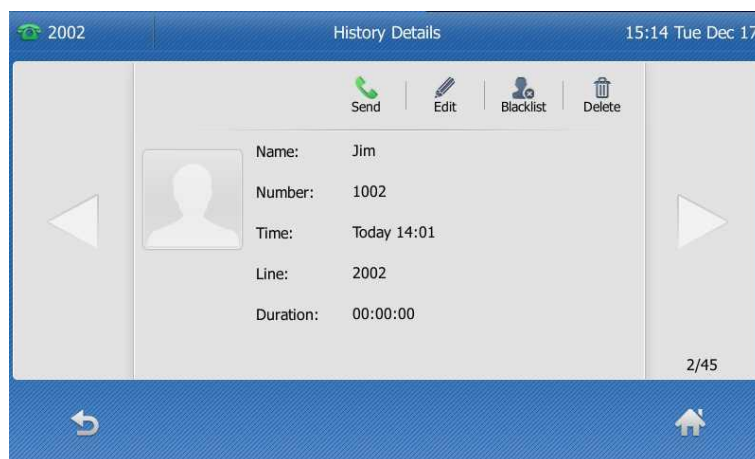 2002 History Details 15:14 Tue Dec 17
Send Edit Blacklist Delete
Name: Jim
Number: 1002
Time: Today 14:01
Line: 2002
Duration: 00:00:00
2/45